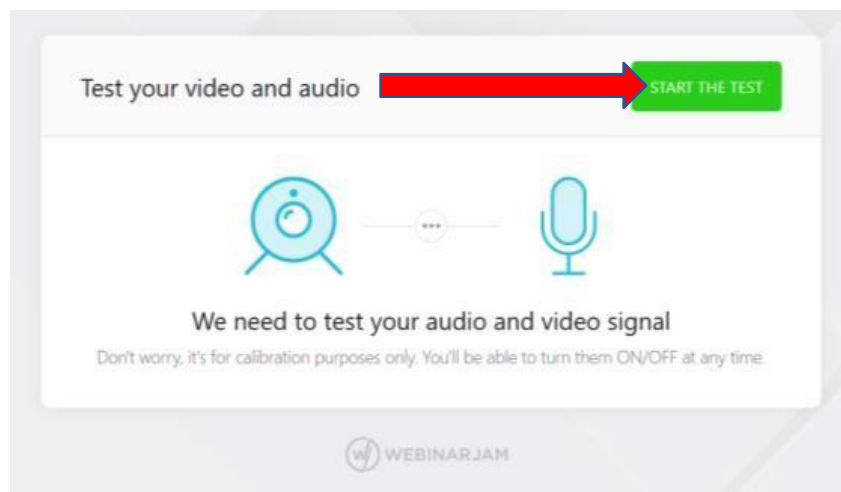 Test your video and audio
START THE TEST
We need to test your audio and video signal
Don't worry, it's for calibration purposes only. You'll be able to turn them ON/OFF at any time.
WEBINARJAM